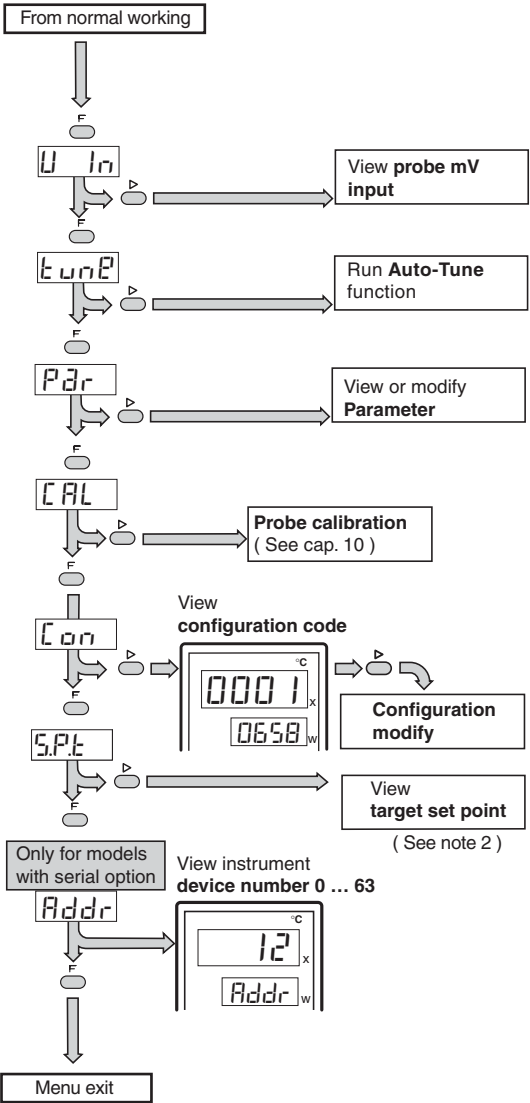 From normal working
F
U In
▷
View probe mV
input
F
tunE
▷
Run Auto-Tune
function
F
PAr
▷
View or modify
Parameter
F
CAL
▷
Probe calibration
( See cap. 10 )
F
View
configuration code
Con
▷
°C
0001 x
0658 w
▷
Configuration
modify
F
S.P.t
▷
View
target set point
( See note 2 )
F
Only for models
with serial option
View instrument
device number 0 … 63
Addr
°C
12 x
Addr w
F
Menu exit